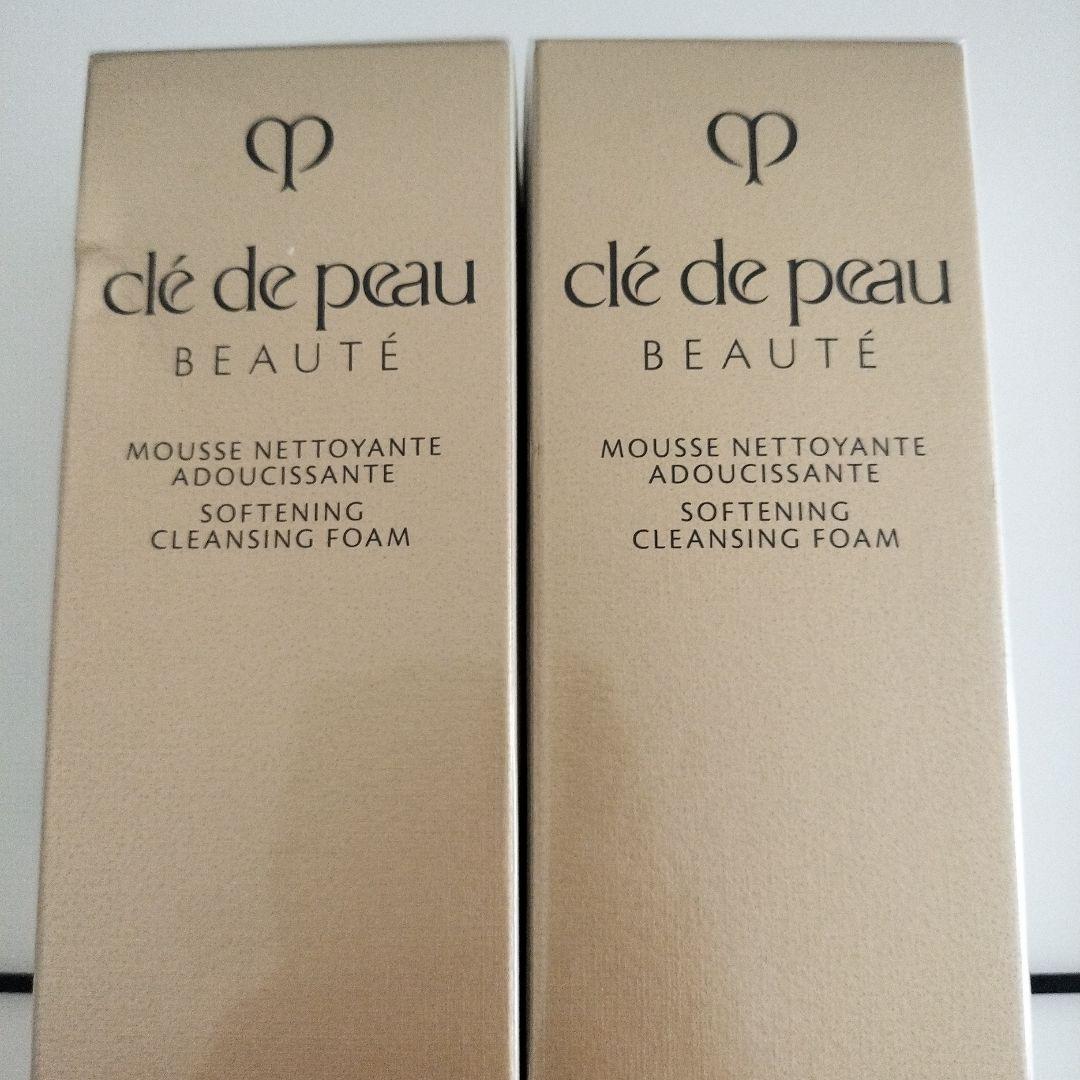 clé de peau
BEAUTÉ
MOUSSE NETTOYANTE
ADOUCISSANTE
SOFTENING
CLEANSING FOAM
clé de peau
BEAUTÉ
MOUSSE NETTOYANTE
ADOUCISSANTE
SOFTENING
CLEANSING FOAM